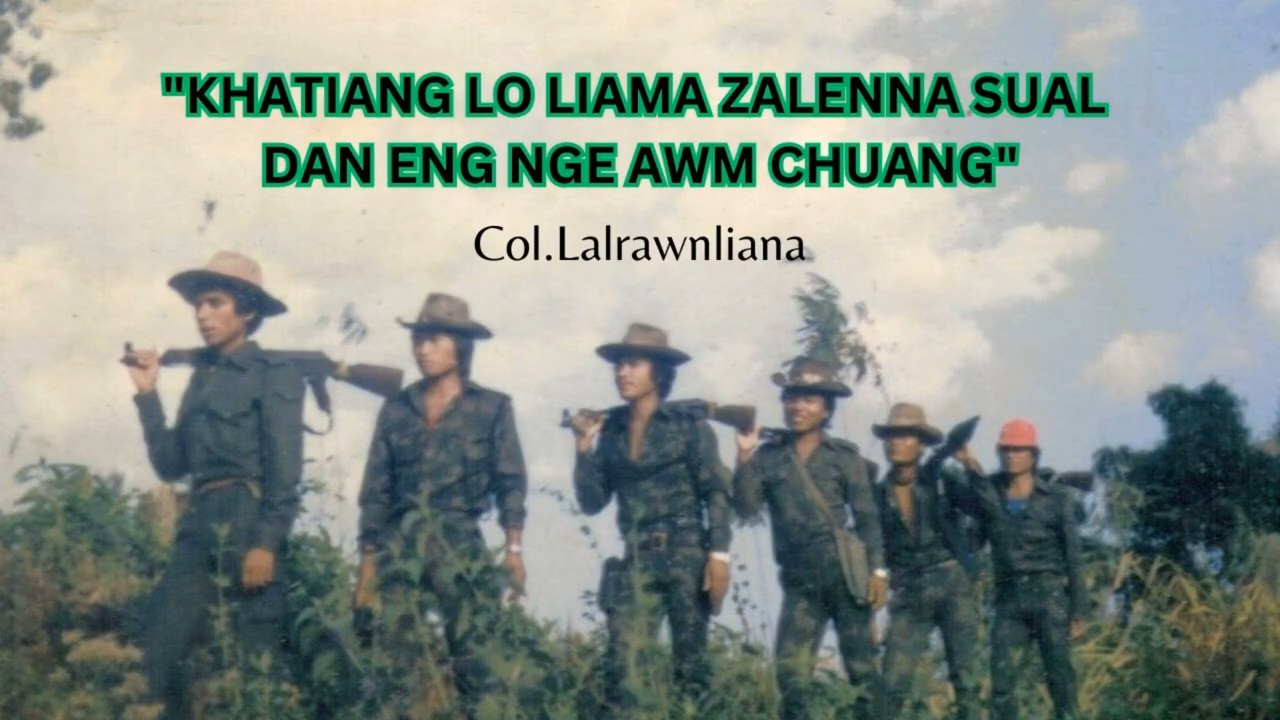 "KHATIANG LO LIAMA ZALENNA SUAL
DAN ENG NGE AWM CHUANG"
Col.Lalrawnliana